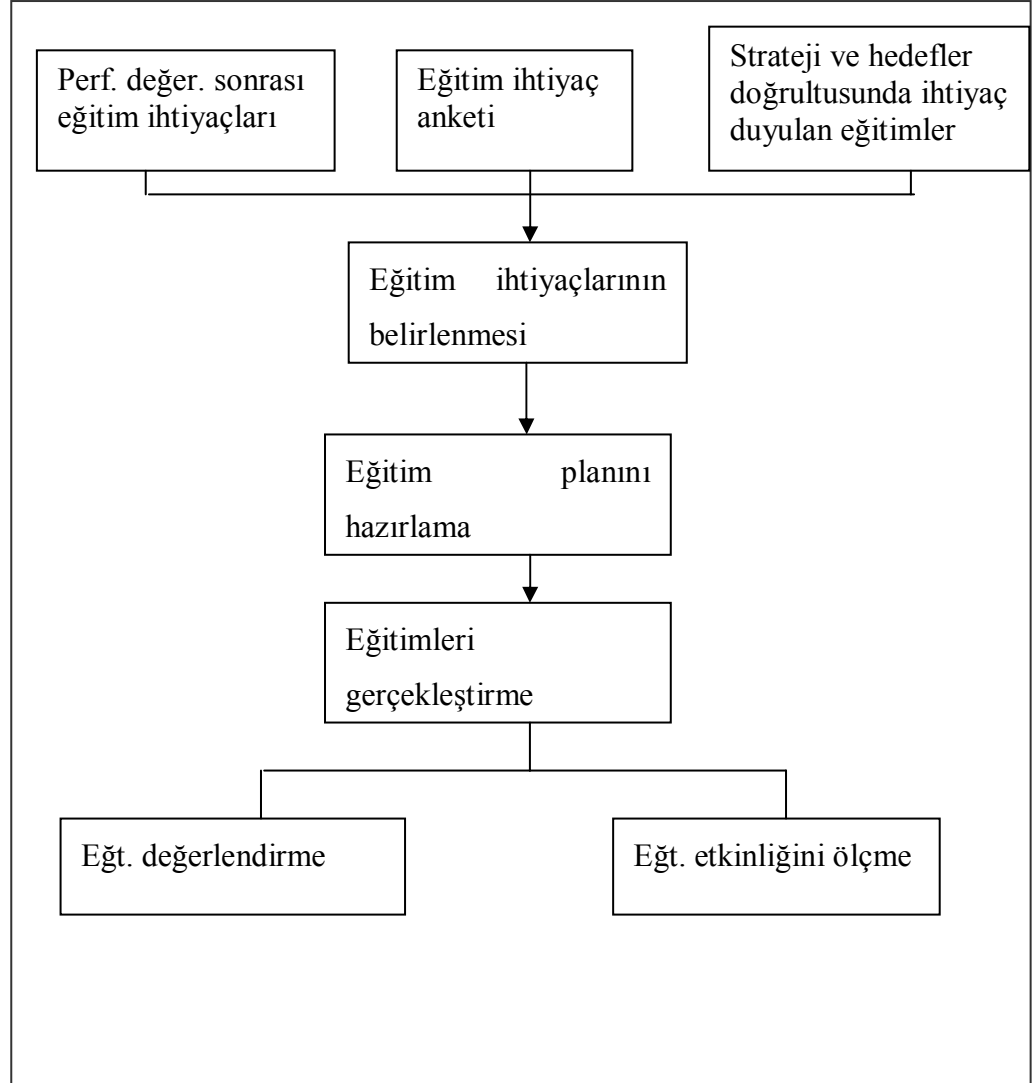 Perf. değer. sonrası
eğitim ihtiyaçları
Eğitim ihtiyaç
anketi
Strateji ve hedefler
doğrultusunda ihtiyaç
duyulan eğitimler
Eğitim ihtiyaçlarının
belirlenmesi
Eğitim planını
hazırlama
Eğitimleri
gerçekleştirme
Eğt. değerlendirme
Eğt. etkinliğini ölçme